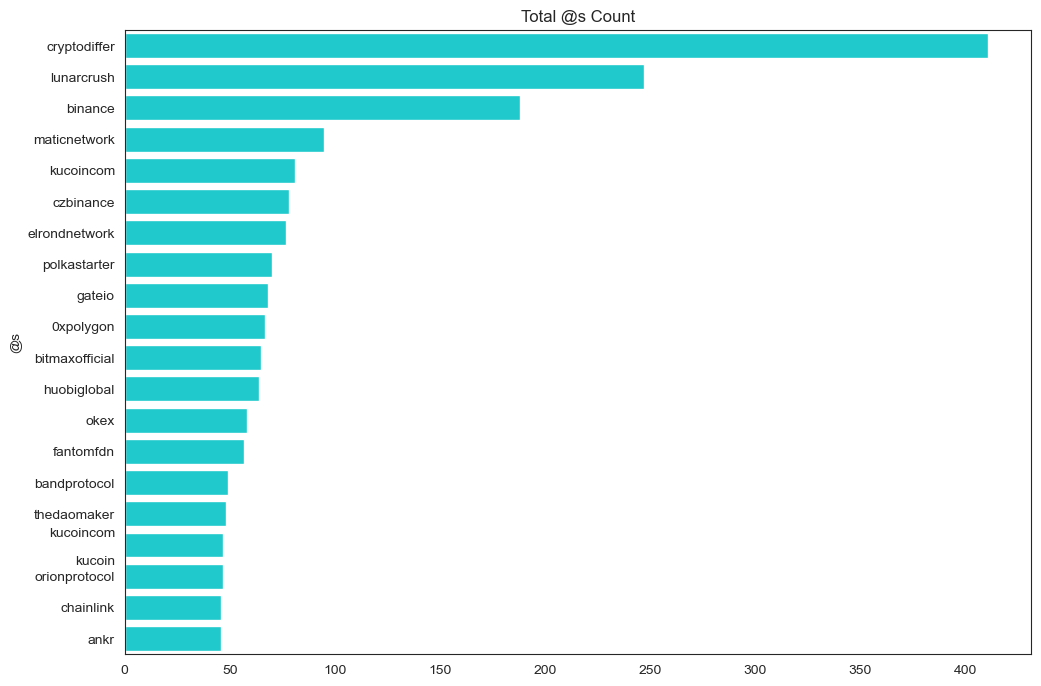 Total @s Count
@s
cryptodiffer
lunarcrush
binance
maticnetwork
kucoincom
czbinance
elrondnetwork
polkastarter
gateio
0xpolygon
bitmaxofficial
huobiglobal
okex
fantomfdn
bandprotocol
thedaomaker
kucoincom
kucoin
orionprotocol
chainlink
ankr
0 50 100 150 200 250 300 350 400